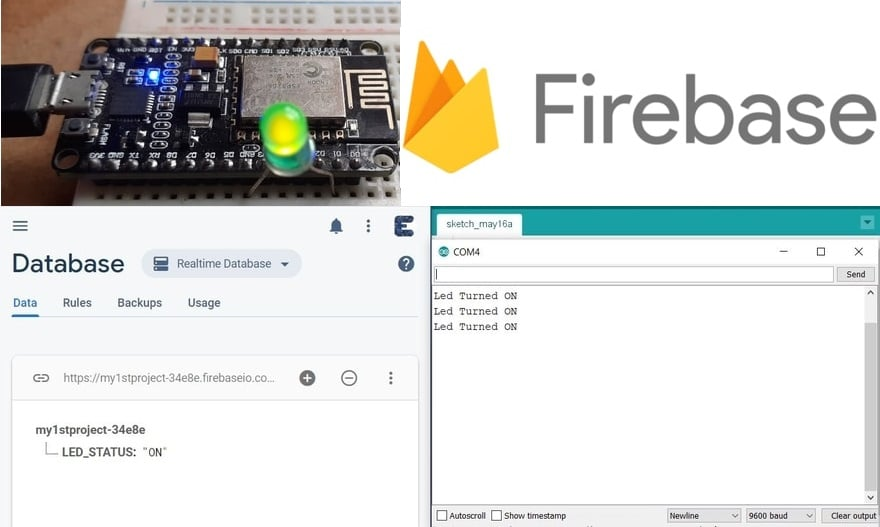 Firebase
Database
Realtime Database
Data Rules Backups Usage
https://my1stproject-34e8e.firebaseio.co...
my1stproject-34e8e
LED_STATUS: "ON"
sketch_may16a
COM4
Send
Led Turned ON
Led Turned ON
Led Turned ON
Autoscroll Show timestamp Newline 9600 baud Clear output